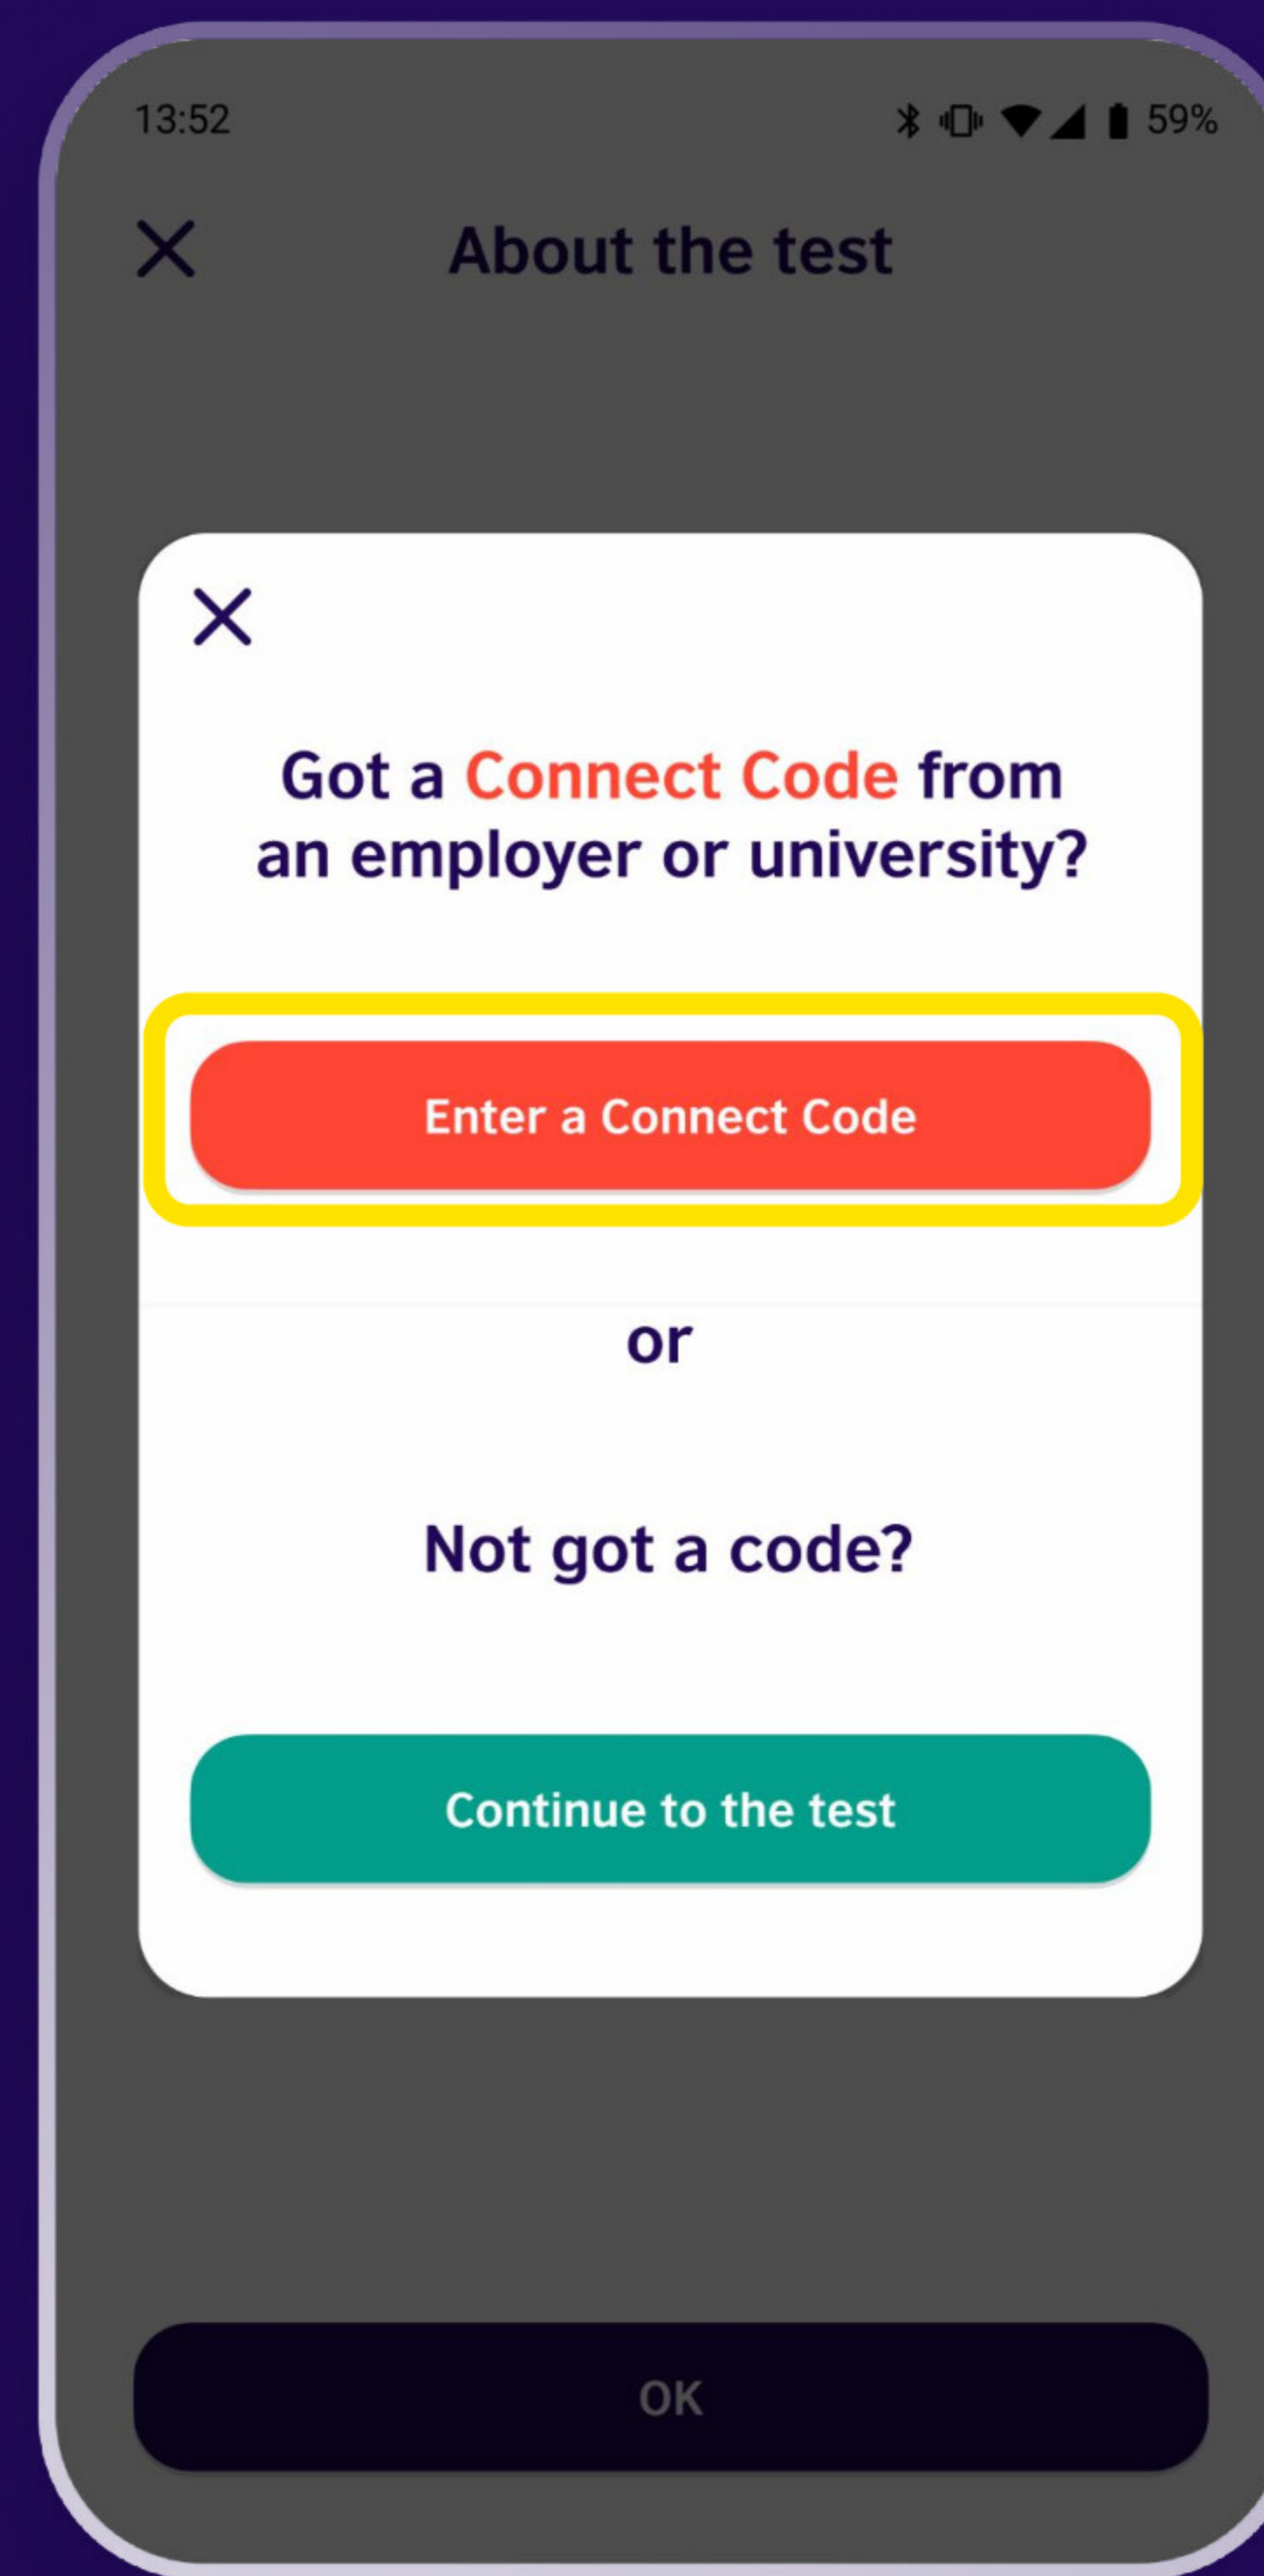 13:52
59%
About the test
Got a Connect Code from
an employer or university?
Enter a Connect Code
or
Not got a code?
Continue to the test
OK